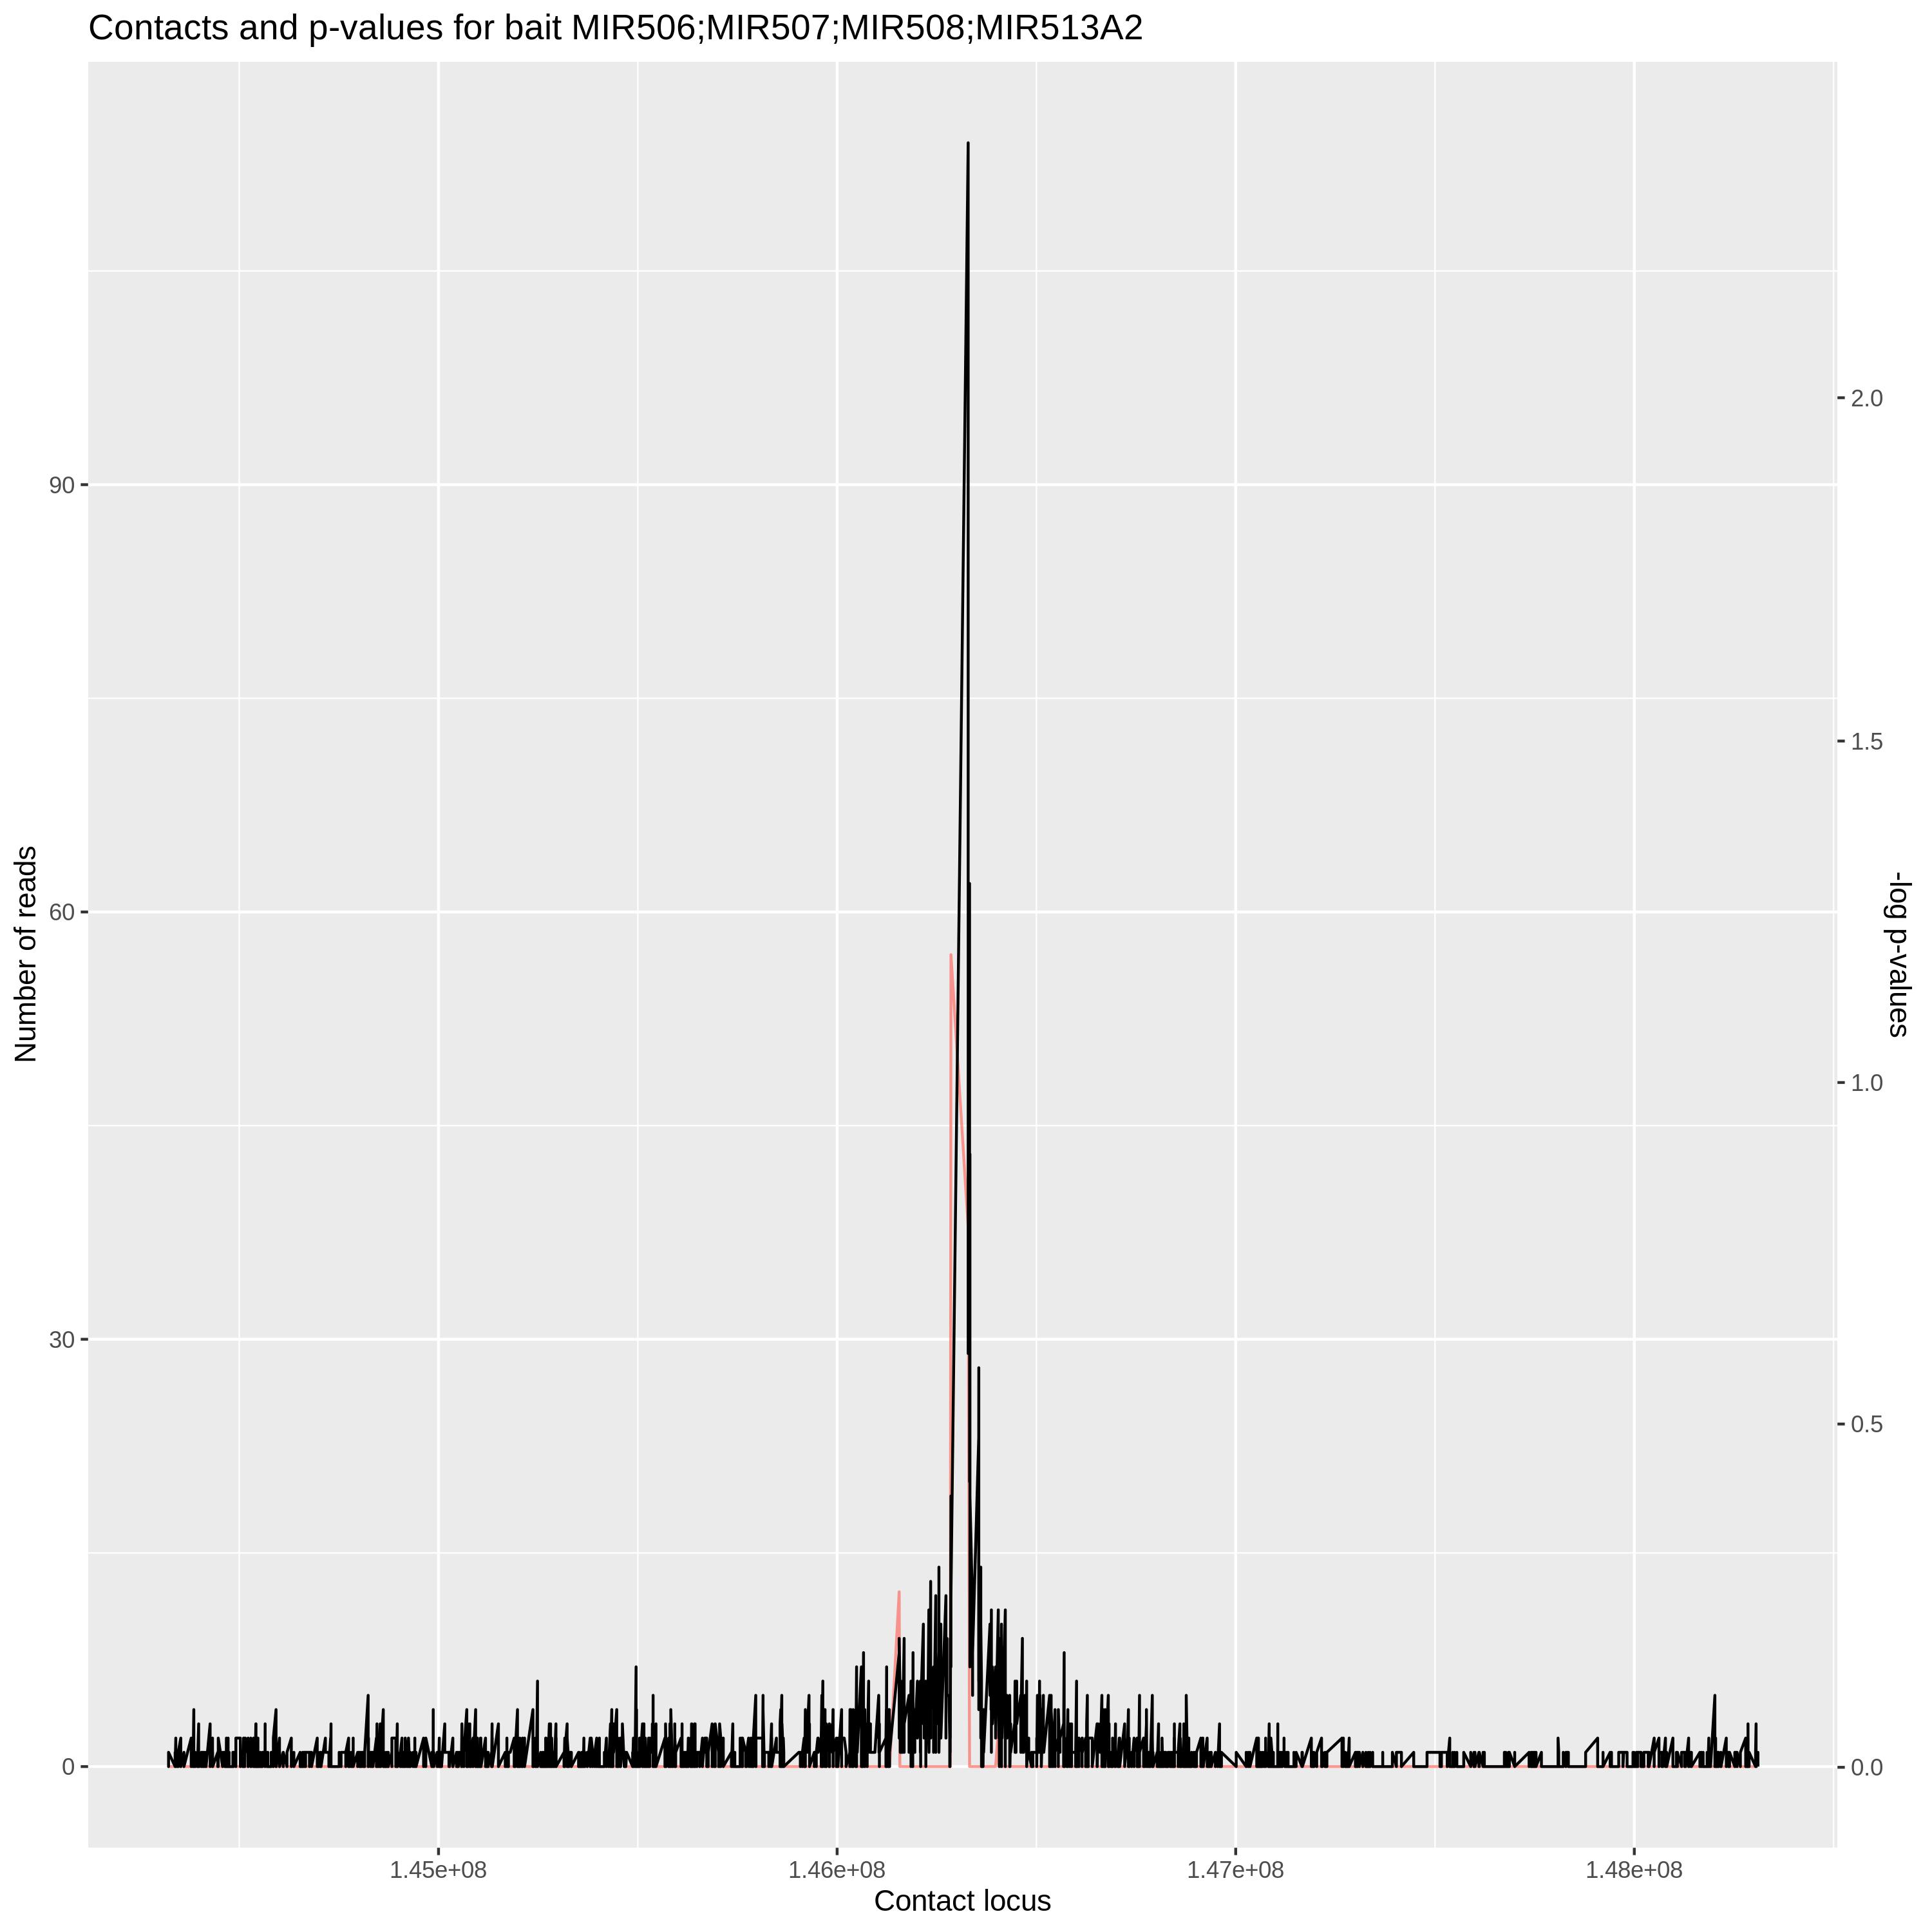 Contacts and p-values for bait MIR506;MIR507;MIR508;MIR513A2
Number of reads
90
60
30
0
2.0
1.5
1.0
0.5
0.0
-log p-values
1.45e+08
1.46e+08
1.47e+08
1.48e+08
Contact locus